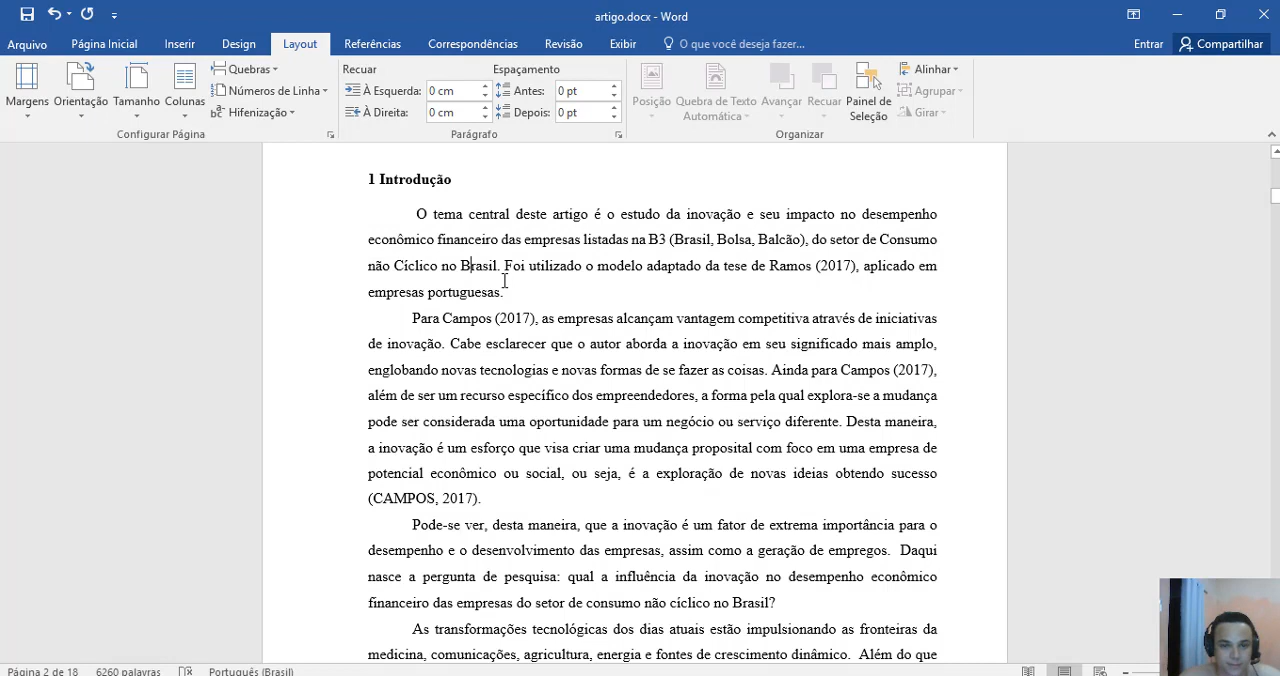 artigo.docx - Word
Arquivo Página Inicial Inserir Design Layout Referências Correspondências Revisão Exibir O que você deseja fazer... Entrar Compartilhar
Margens Orientação Tamanho Colunas
Quebras
Números de Linha
Hifenização
Configurar Página
Recuar Espaçamento
À Esquerda: 0 cm Antes: 0 pt
À Direita: 0 cm Depois: 0 pt
Parágrafo
Posição Quebra de Texto Automática Avançar Recuar Painel de Seleção
Alinhar
Agrupar
Girar
Organizar
1 Introdução
O tema central deste artigo é o estudo da inovação e seu impacto no desempenho
econômico financeiro das empresas listadas na B3 (Brasil, Bolsa, Balcão), do setor de Consumo
não Cíclico no Brasil. Foi utilizado o modelo adaptado da tese de Ramos (2017), aplicado em
empresas portuguesas.
Para Campos (2017), as empresas alcançam vantagem competitiva através de iniciativas
de inovação. Cabe esclarecer que o autor aborda a inovação em seu significado mais amplo,
englobando novas tecnologias e novas formas de se fazer as coisas. Ainda para Campos (2017),
além de ser um recurso específico dos empreendedores, a forma pela qual explora-se a mudança
pode ser considerada uma oportunidade para um negócio ou serviço diferente. Desta maneira,
a inovação é um esforço que visa criar uma mudança proposital com foco em uma empresa de
potencial econômico ou social, ou seja, é a exploração de novas ideias obtendo sucesso
(CAMPOS, 2017).
Pode-se ver, desta maneira, que a inovação é um fator de extrema importância para o
desempenho e o desenvolvimento das empresas, assim como a geração de empregos.  Daqui
nasce a pergunta de pesquisa: qual a influência da inovação no desempenho econômico
financeiro das empresas do setor de consumo não cíclico no Brasil?
As transformações tecnológicas dos dias atuais estão impulsionando as fronteiras da
medicina, comunicações, agricultura, energia e fontes de crescimento dinâmico.  Além do que
Página 2 de 18 6260 palavras Português (Brasil)